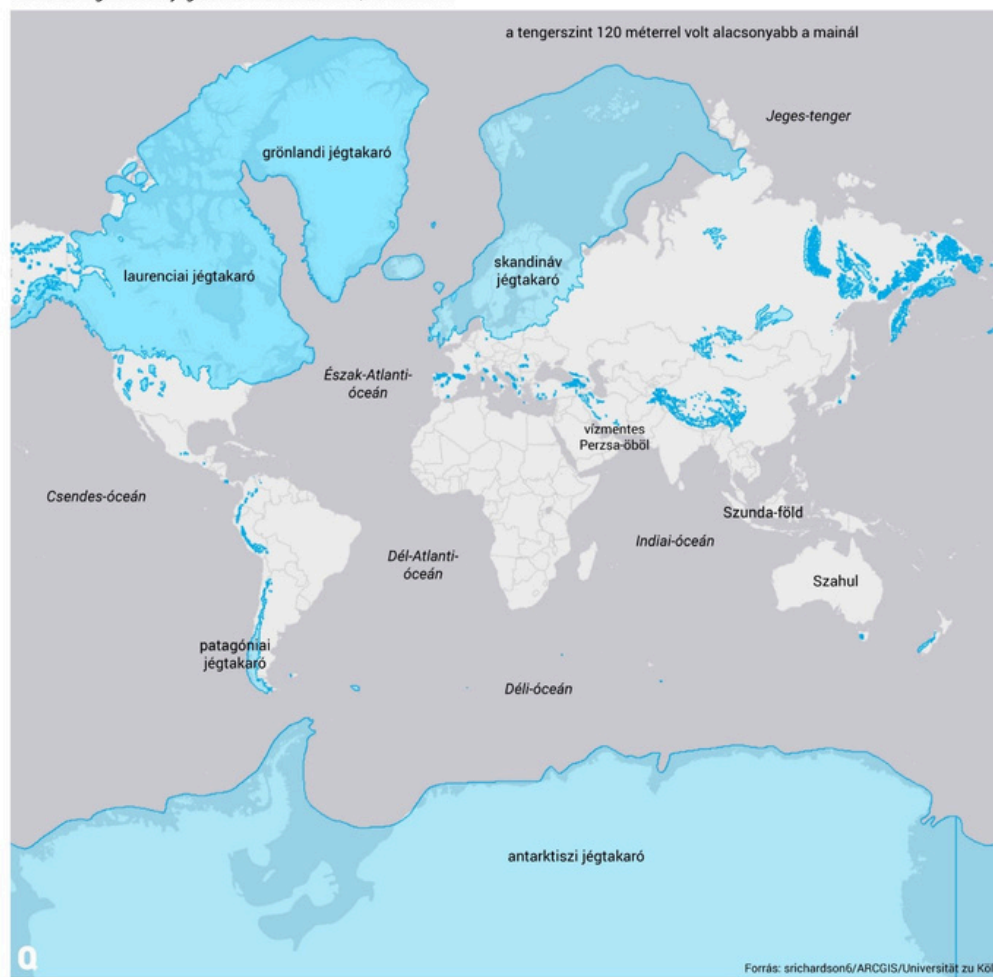 a tengerszint 120 méterrel volt alacsonyabb a mainál
Jeges-tenger
grönlandi jégtakaró
laurenciai jégtakaró
skandináv
jégtakaró
Észak-Atlanti-
óceán
vízmentes
Perzsa-öböl
Csendes-óceán
Szunda-föld
Indiai-óceán
Dél-Atlanti-
óceán
Szahul
patagóniai
jégtakaró
Déli-óceán
antarktiszi jégtakaró
Q
Forrás: srichardson6/ARCGIS/Universität zu Köl